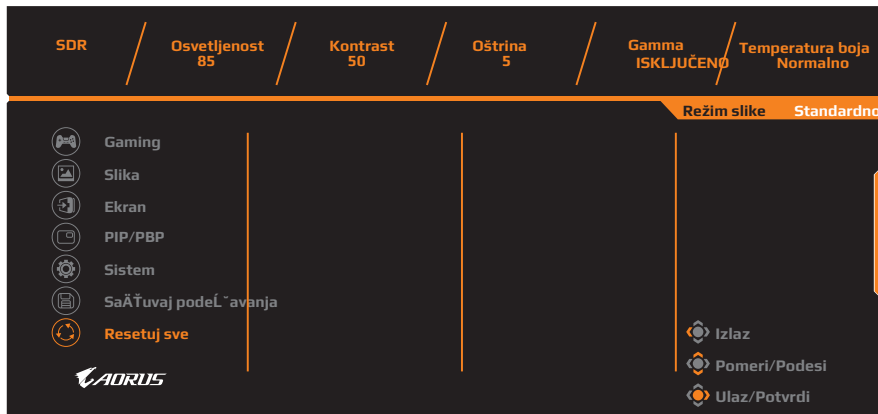 SDR
Osvetljenost
85
Kontrast
50
Oštrina
5
Gamma
ISKLJUČENO
Temperatura boja
Normalno
Režim slike Standardno
Gaming
Slika
Ekran
PIP/PBP
Sistem
SaÄŤuvaj podeĹˇavanja
Resetuj sve
AORUS
Izlaz
Pomeri/Podesi
Ulaz/Potvrdi